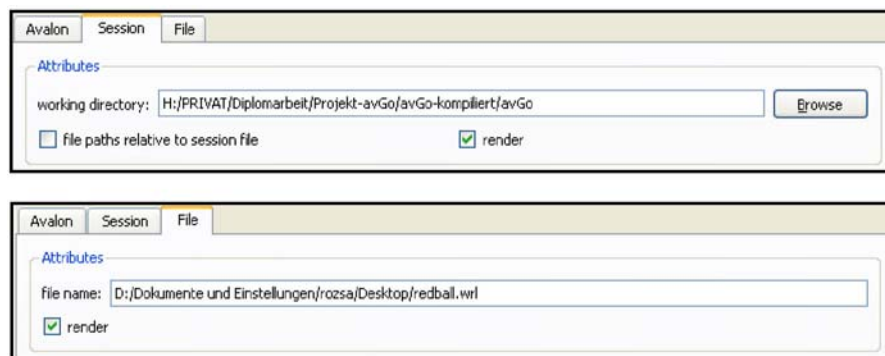 Avalon Session File
Attributes
working directory: H:/PRIVAT/Diplomarbeit/Projekt-avGo/avGo-kompiliert/avGo Browse
file paths relative to session file render
Avalon Session File
Attributes
file name: D:/Dokumente und Einstellungen/rozsa/Desktop/redball.wrl
render